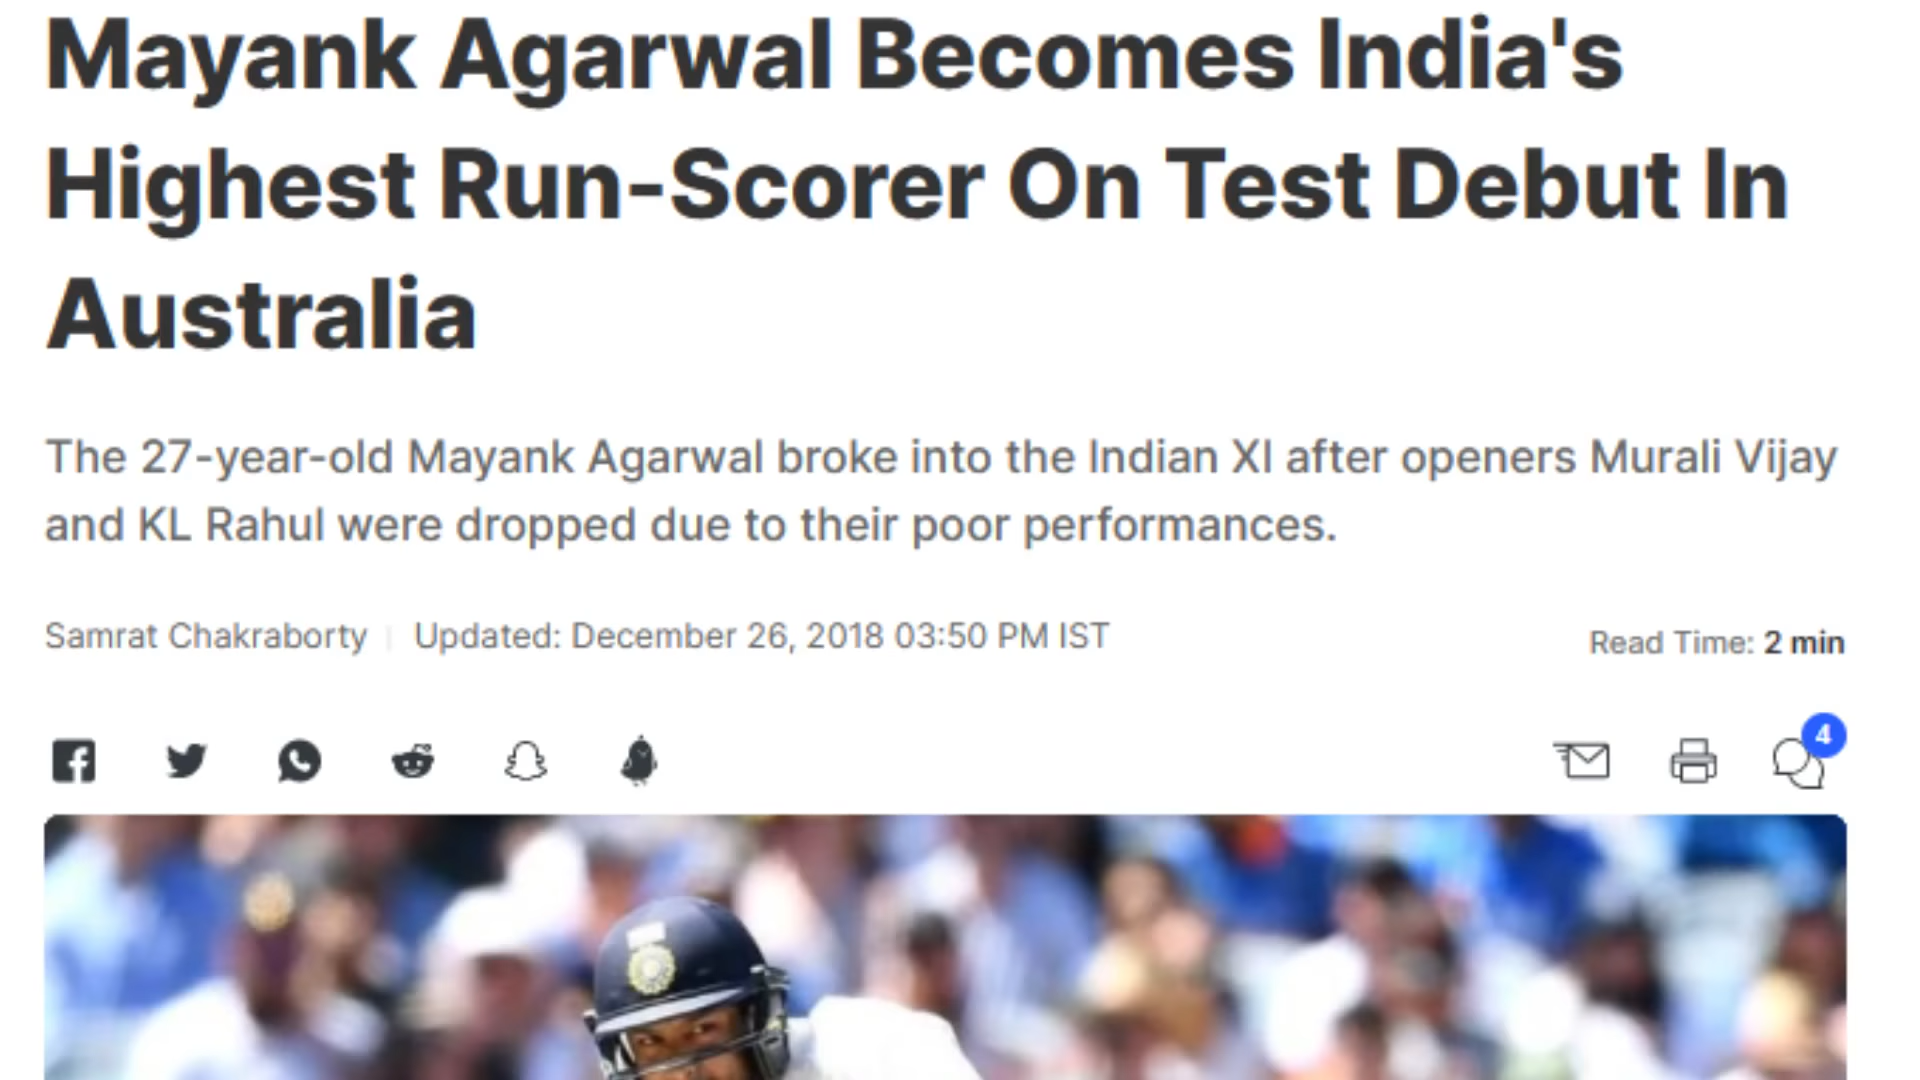 Mayank Agarwal Becomes India's
Highest Run-Scorer On Test Debut In
Australia
The 27-year-old Mayank Agarwal broke into the Indian XI after openers Murali Vijay
and KL Rahul were dropped due to their poor performances.
Samrat Chakraborty | Updated: December 26, 2018 03:50 PM IST
Read Time: 2 min
4